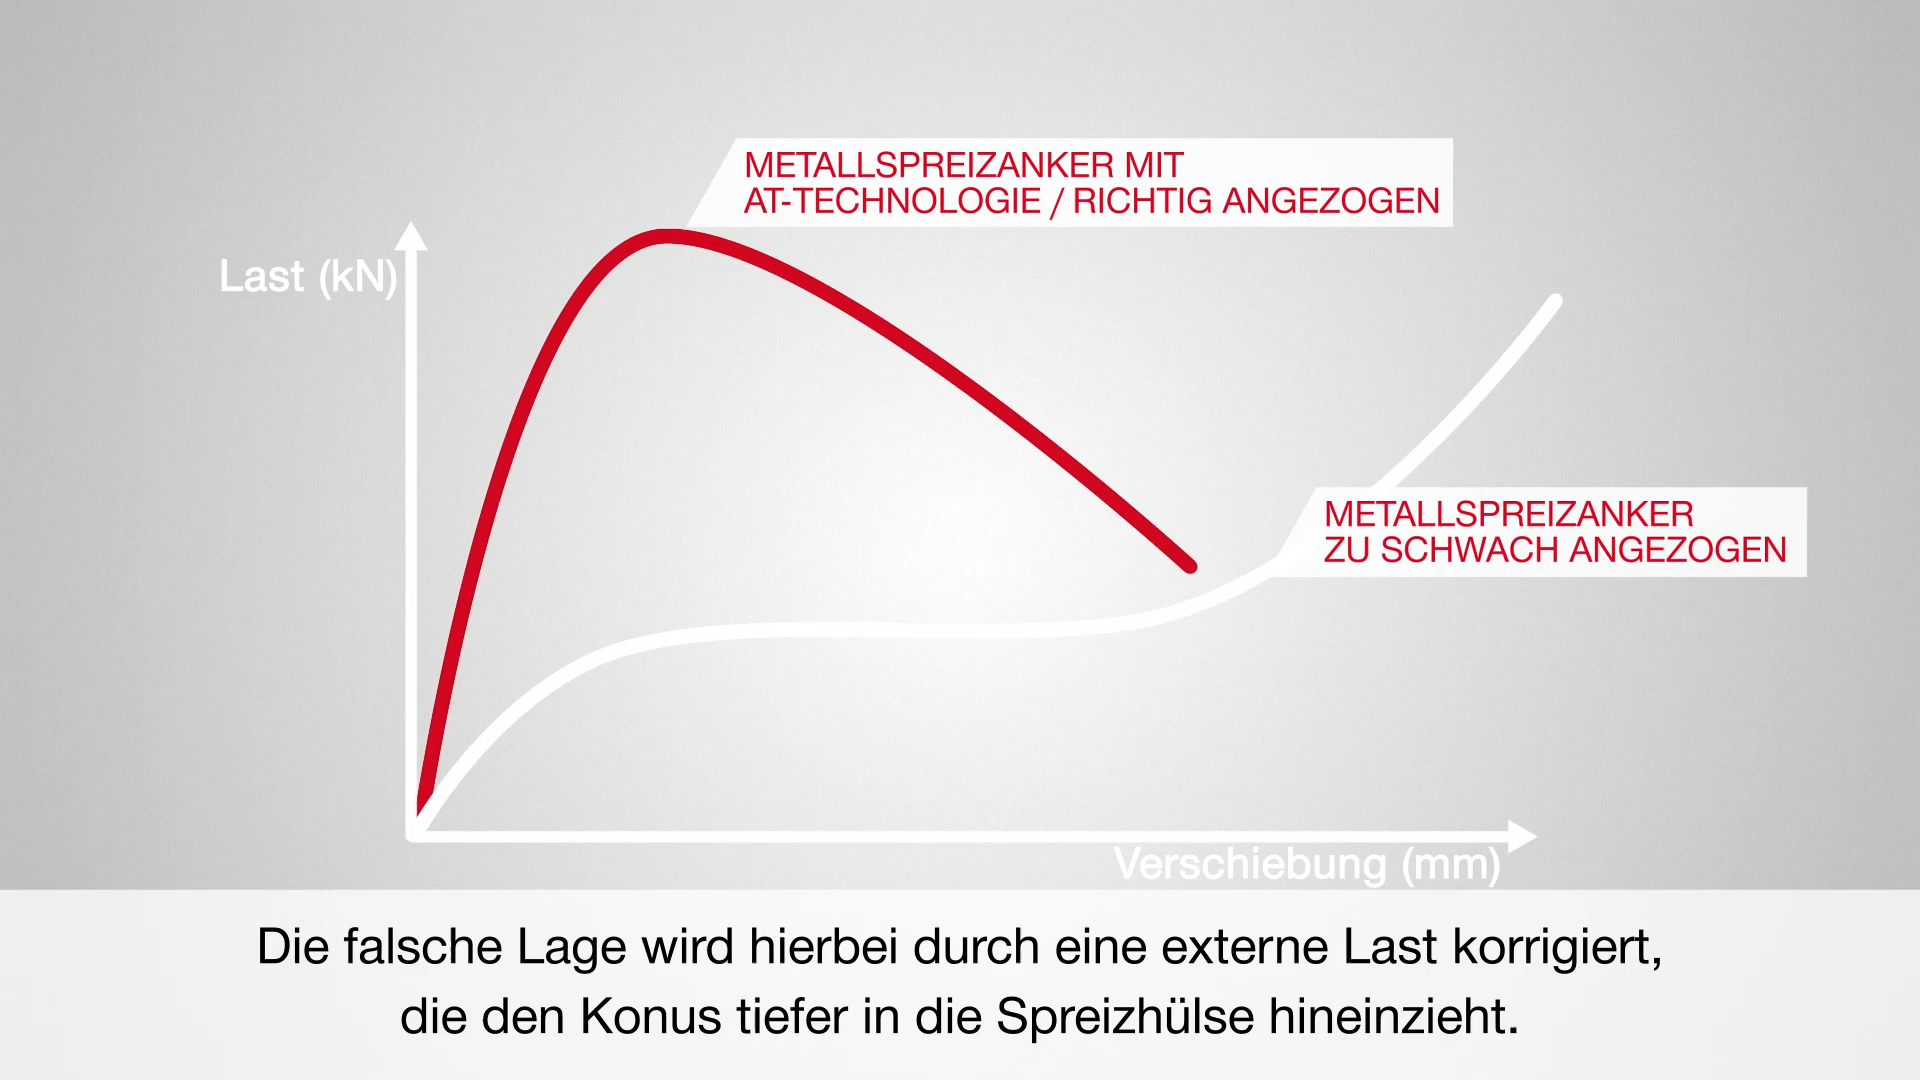 METALLSPREIZANKER MIT
AT-TECHNOLOGIE / RICHTIG ANGEZOGEN
Last (kN)
METALLSPREIZANKER
ZU SCHWACH ANGEZOGEN
Verschiebung (mm)
Die falsche Lage wird hierbei durch eine externe Last korrigiert,
die den Konus tiefer in die Spreizhülse hineinzieht.